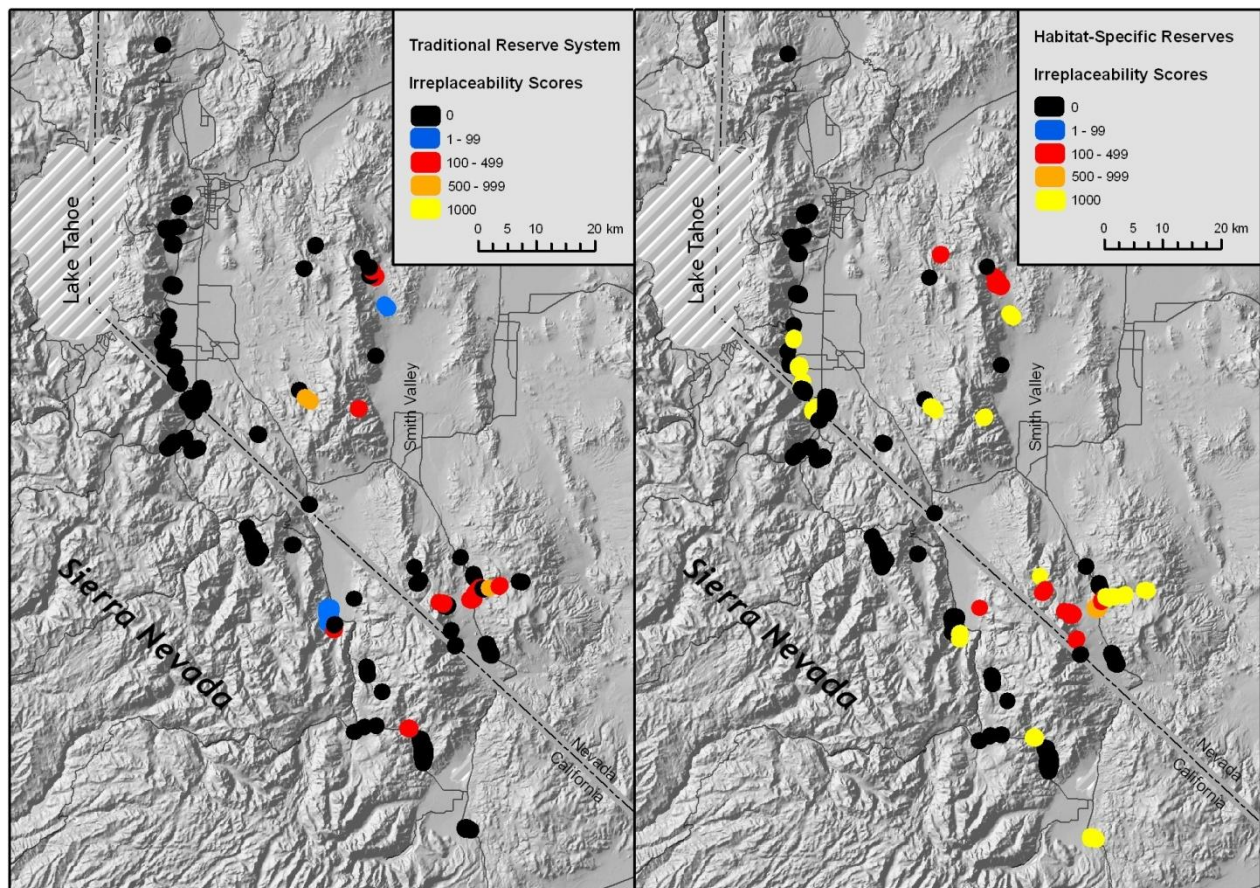 Traditional Reserve System
Irreplaceability Scores
0
1 - 99
100 - 499
500 - 999
1000
0 10 20 km
Lake Tahoe
Smith Valley
Sierra Nevada
Nevada
California
Habitat-Specific Reserves
Irreplaceability Scores
0
1 - 99
100 - 499
500 - 999
1000
0 10 20 km
Lake Tahoe
Smith Valley
Sierra Nevada
Nevada
California